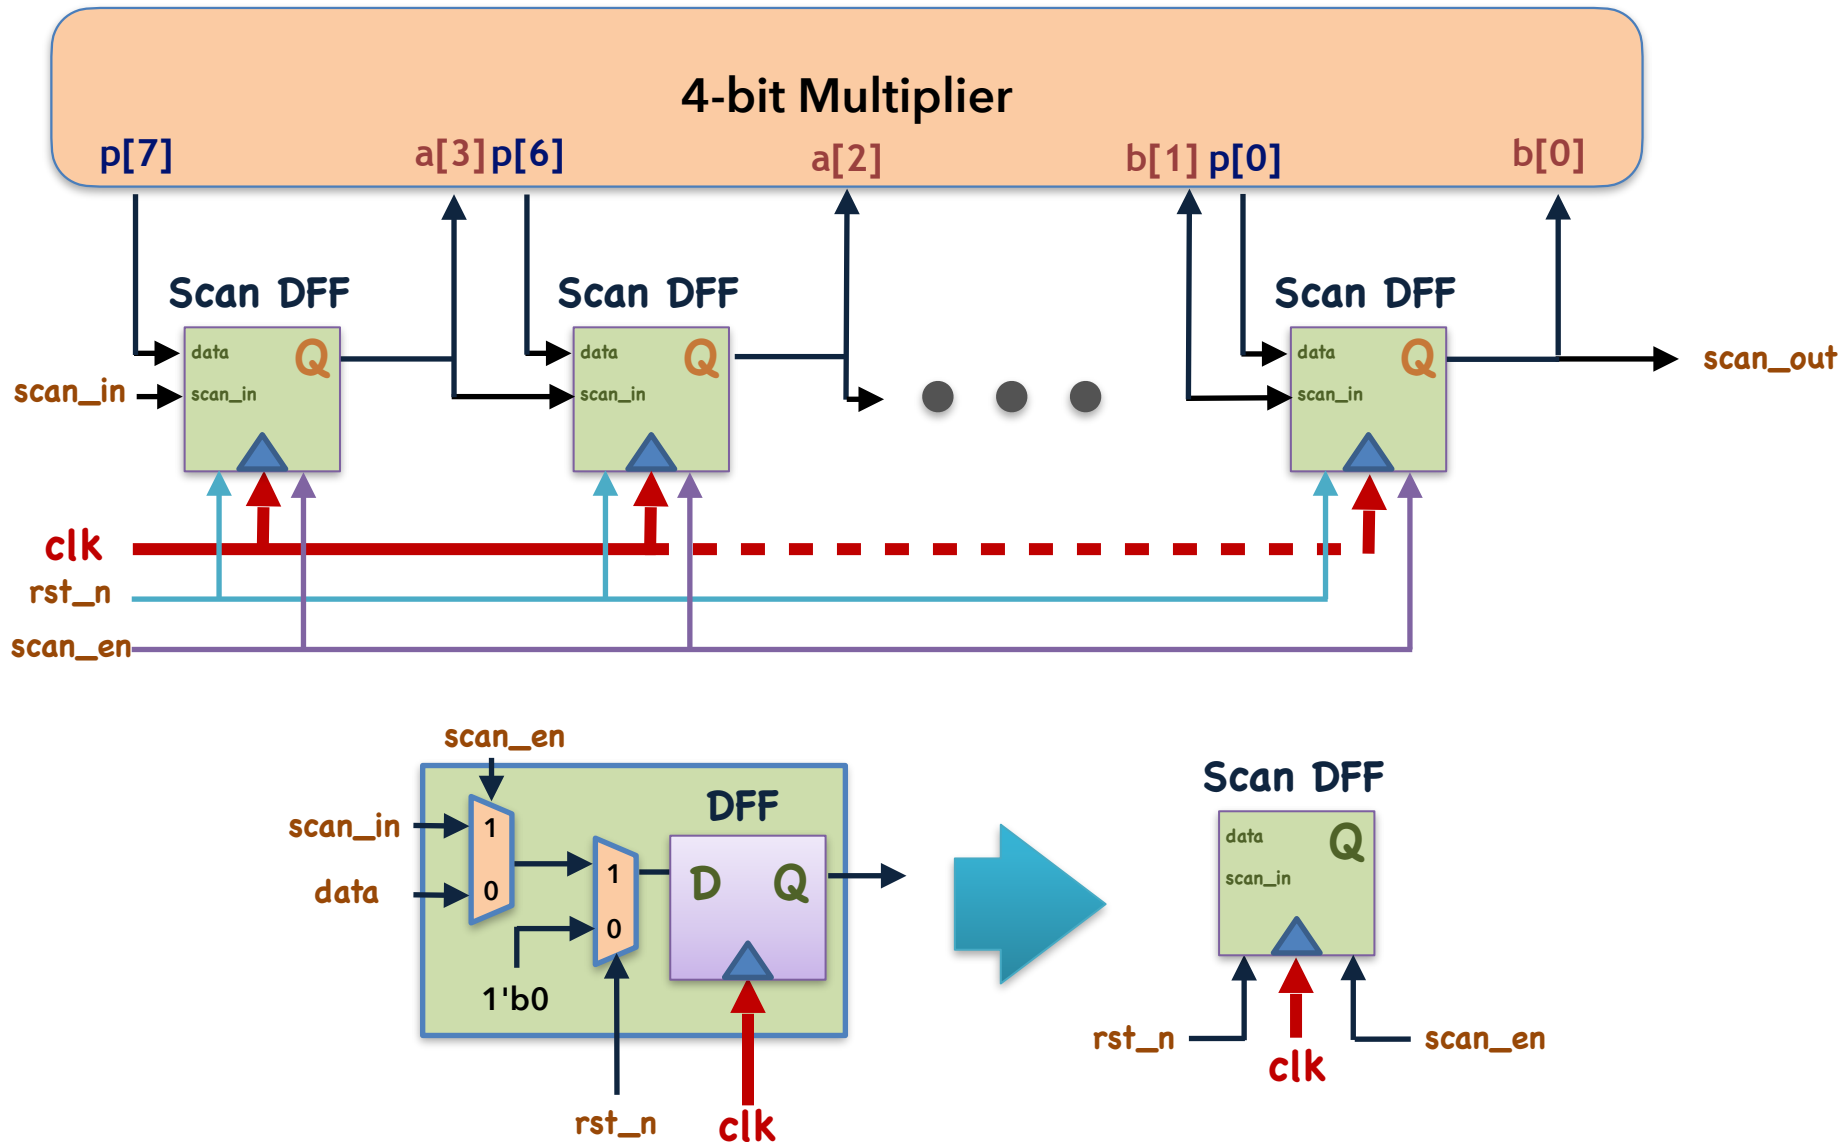 4-bit Multiplier
p[7] a[3] p[6] a[2] b[1] p[0] b[0]
Scan DFF Scan DFF Scan DFF
data Q data Q data Q
scan_in scan_in scan_in scan_in scan_out
clk
rst_n
scan_en
scan_en
Scan DFF
DFF
scan_in 1
data 0
1 D Q
0
1'b0
data Q
scan_in
rst_n clk
rst_n clk scan_en